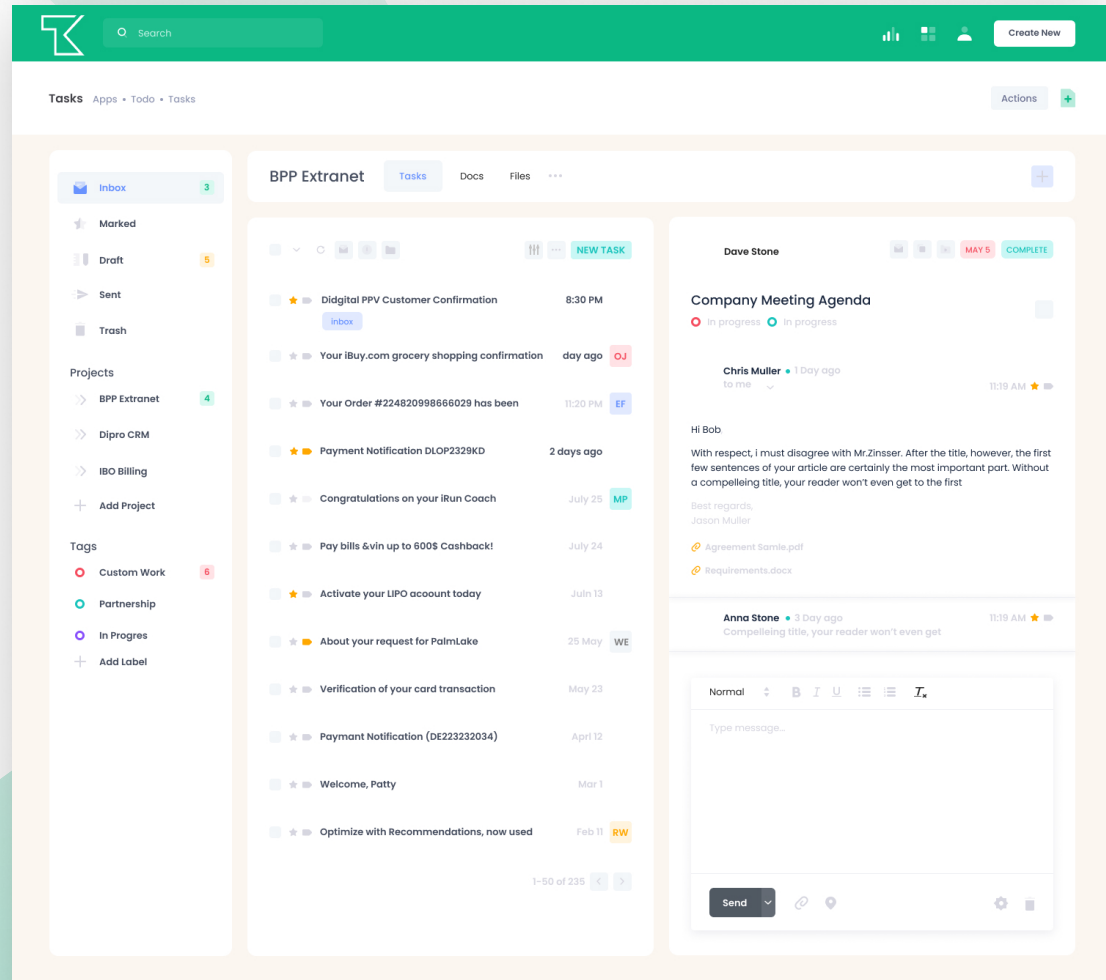 Search
Create New
Tasks Apps • Todo • Tasks
Actions
Inbox 3
Marked
Draft 5
Sent
Trash
Projects
BPP Extranet 4
Dipro CRM
IBO Billing
Add Project
Tags
Custom Work 6
Partnership
In Progres
Add Label
BPP Extranet Tasks Docs Files
NEW TASK
Didgital PPV Customer Confirmation 8:30 PM
inbox
Your iBuy.com grocery shopping confirmation day ago OJ
Your Order #224820998666029 has been 11:20 PM EF
Payment Notification DLOP2329KD 2 days ago
Congratulations on your iRun Coach July 25 MP
Pay bills &vin up to 600$ Cashback! July 24
Activate your LIPO acoount today Juln 13
About your request for PalmLake 25 May WE
Verification of your card transaction May 23
Paymant Notification (DE223232034) Aprl 12
Welcome, Patty Mar 1
Optimize with Recommendations, now used Feb 11 RW
1-50 of 235
Dave Stone MAY 5 COMPLETE
Company Meeting Agenda
In progress In progress
Chris Muller • 1 Day ago
to me
11:19 AM
Hi Bob
With respect, i must disagree with Mr.Zinsser. After the title, however, the first
few sentences of your article are certainly the most important part. Without
a compelleing title, your reader won't even get to the first
Best regards,
Jason Muller
Agreement Samle.pdf
Requirements.docx
Anna Stone • 3 Day ago 11:19 AM
Compelleing title, your reader won't even get
Normal B I U
Type message...
Send